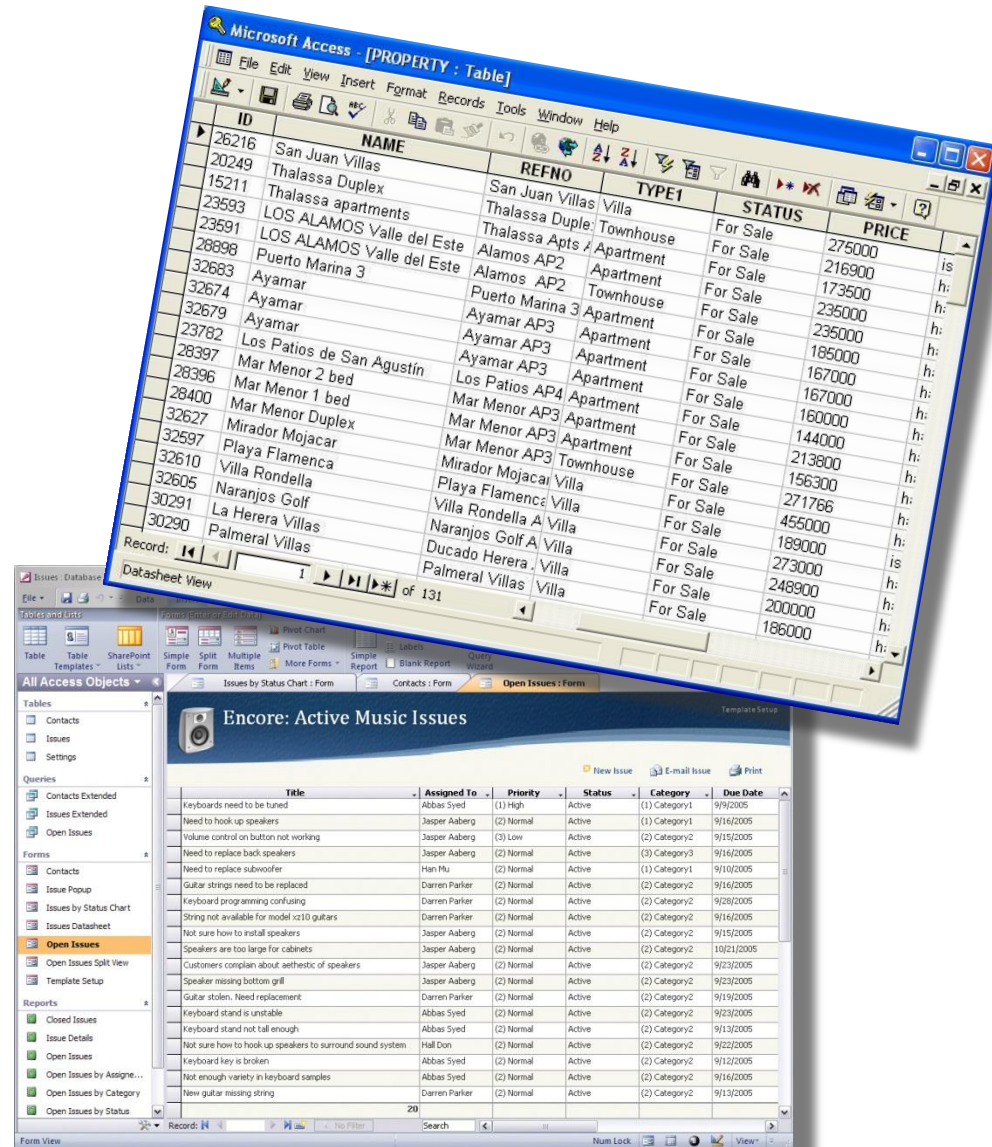 Microsoft Access - [PROPERTY : Table]
File Edit View Insert Format Records Tools Window Help
ID NAME REFNO TYPE1 STATUS PRICE
26216 San Juan Villas San Juan Villas Villa For Sale 275000 is
20249 Thalassa Duplex Thalassa Duple Townhouse For Sale 216900
15211 Thalassa apartments Thalassa Apts Apartment For Sale 173500
23593 LOS ALAMOS Valle del Este Alamos AP2 Apartment For Sale 235000
23591 LOS ALAMOS Valle del Este Alamos AP2 Apartment For Sale 235000
28898 Puerto Marina 3 Puerto Marina 3 Townhouse For Sale 185000
32683 Ayamar Ayamar AP3 Apartment For Sale 167000
32674 Ayamar Ayamar AP3 Apartment For Sale 167000
32679 Ayamar Ayamar AP3 Apartment For Sale 160000
23782 Los Patios de San Agustín Los Patios AP4 Apartment For Sale 144000
28397 Mar Menor 2 bed Mar Menor AP3 Apartment For Sale 213800
28396 Mar Menor 1 bed Mar Menor AP3 Apartment For Sale 156300
28400 Mar Menor Duplex Mar Menor AP3 Townhouse For Sale 271766
32627 Mirador Mojacar Mirador Mojacar Villa For Sale 455000
32597 Playa Flamenca Playa Flamenca Villa For Sale 189000
32610 Villa Rondella Villa Rondella A Villa For Sale 273000 is
32605 Naranjos Golf Naranjos Golf A Villa For Sale 248900
30291 La Herera Villas Ducado Herera Villa For Sale 200000
30290 Palmeral Villas Palmeral Villas Villa For Sale 186000
Record: 1 of 131
Datasheet View
Issues : Database
File Data
Tables and Lists
Table
Table Templates
SharePoint Lists
Simple Form
Split Form
Multiple Items
Pivot Chart
Pivot Table
More Forms
Simple Report
Labels
Blank Report
Query Wizard
All Access Objects
Issues by Status Chart : Form
Contacts : Form
Open Issues : Form
Tables
Contacts
Issues
Settings
Queries
Contacts Extended
Issues Extended
Open Issues
Forms
Contacts
Issue Popup
Issues by Status Chart
Issues Datasheet
Open Issues
Open Issues Split View
Template Setup
Reports
Closed Issues
Issue Details
Open Issues
Open Issues by Assigne...
Open Issues by Category
Open Issues by Status
Encore: Active Music Issues
Template Setup
New Issue E-mail Issue Print
Title Assigned To Priority Status Category Due Date
Keyboards need to be tuned Abbas Syed (1) High Active (1) Category1 9/9/2005
Need to hook up speakers Jasper Aaberg (2) Normal Active (1) Category1 9/16/2005
Volume control on button not working Jasper Aaberg (3) Low Active (2) Category2 9/15/2005
Need to replace back speakers Jasper Aaberg (2) Normal Active (3) Category3 9/16/2005
Need to replace subwoofer Han Mu (2) Normal Active (1) Category1 9/10/2005
Guitar strings need to be replaced Darren Parker (2) Normal Active (2) Category2 9/16/2005
Keyboard programming confusing Darren Parker (2) Normal Active (2) Category2 9/28/2005
String not available for model xz10 guitars Darren Parker (2) Normal Active (2) Category2 9/16/2005
Not sure how to install speakers Jasper Aaberg (2) Normal Active (2) Category2 9/15/2005
Speakers are too large for cabinets Jasper Aaberg (2) Normal Active (2) Category2 10/21/2005
Customers complain about aethestic of speakers Jasper Aaberg (2) Normal Active (2) Category2 9/23/2005
Speaker missing bottom grill Jasper Aaberg (2) Normal Active (2) Category2 9/23/2005
Guitar stolen. Need replacement Darren Parker (2) Normal Active (2) Category2 9/19/2005
Keyboard stand is unstable Abbas Syed (2) Normal Active (2) Category2 9/23/2005
Keyboard stand not tall enough Abbas Syed (2) Normal Active (2) Category2 9/13/2005
Not sure how to hook up speakers to surround sound system Hall Don (2) Normal Active (2) Category2 9/22/2005
Keyboard key is broken Abbas Syed (2) Normal Active (2) Category2 9/12/2005
Not enough variety in keyboard samples Abbas Syed (2) Normal Active (2) Category2 9/16/2005
New guitar missing string Darren Parker (2) Normal Active (2) Category2 9/13/2005
20
Record: No Filter Search
Form View Num Lock View